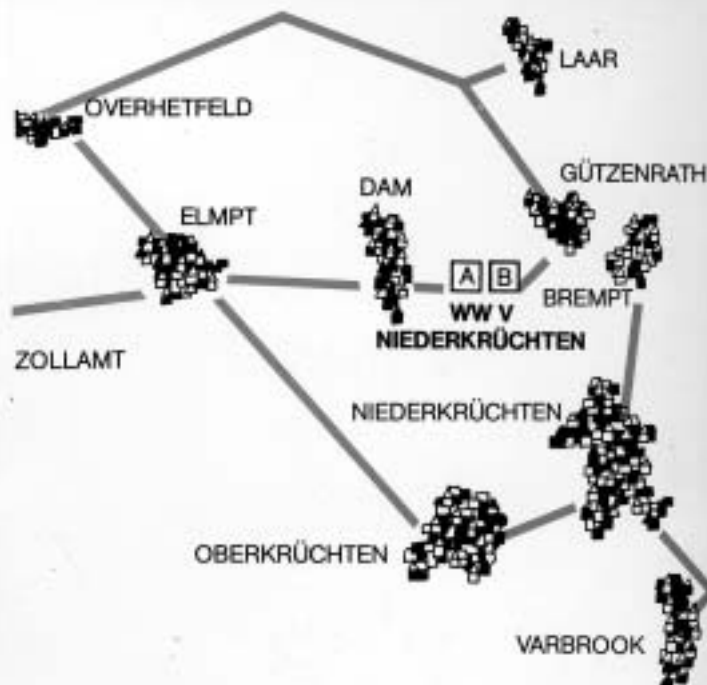 LAAR
OVERHETFELD
GÜTZENRATH
DAM
ELMPT
A B
BREMPT
WW V
NIEDERKRÜCHTEN
ZOLLAMT
NIEDERKRÜCHTEN
OBERKRÜCHTEN
VARBROOK